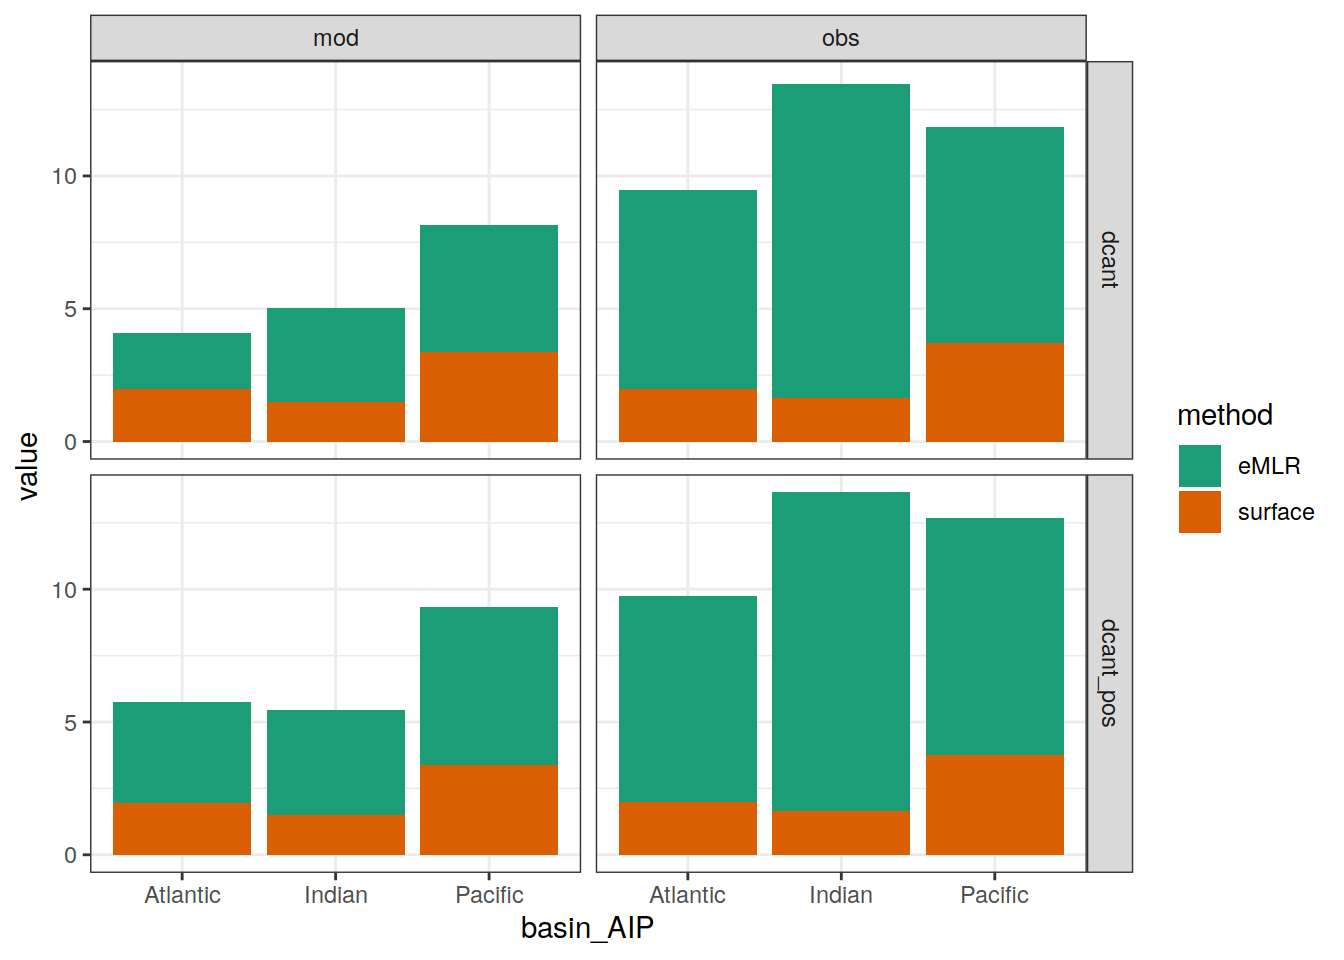 mod
obs
10
5
0
dcant
10
5
0
dcant_pos
value
Atlantic
Indian
Pacific
Atlantic
Indian
Pacific
basin_AIP
method
eMLR
surface